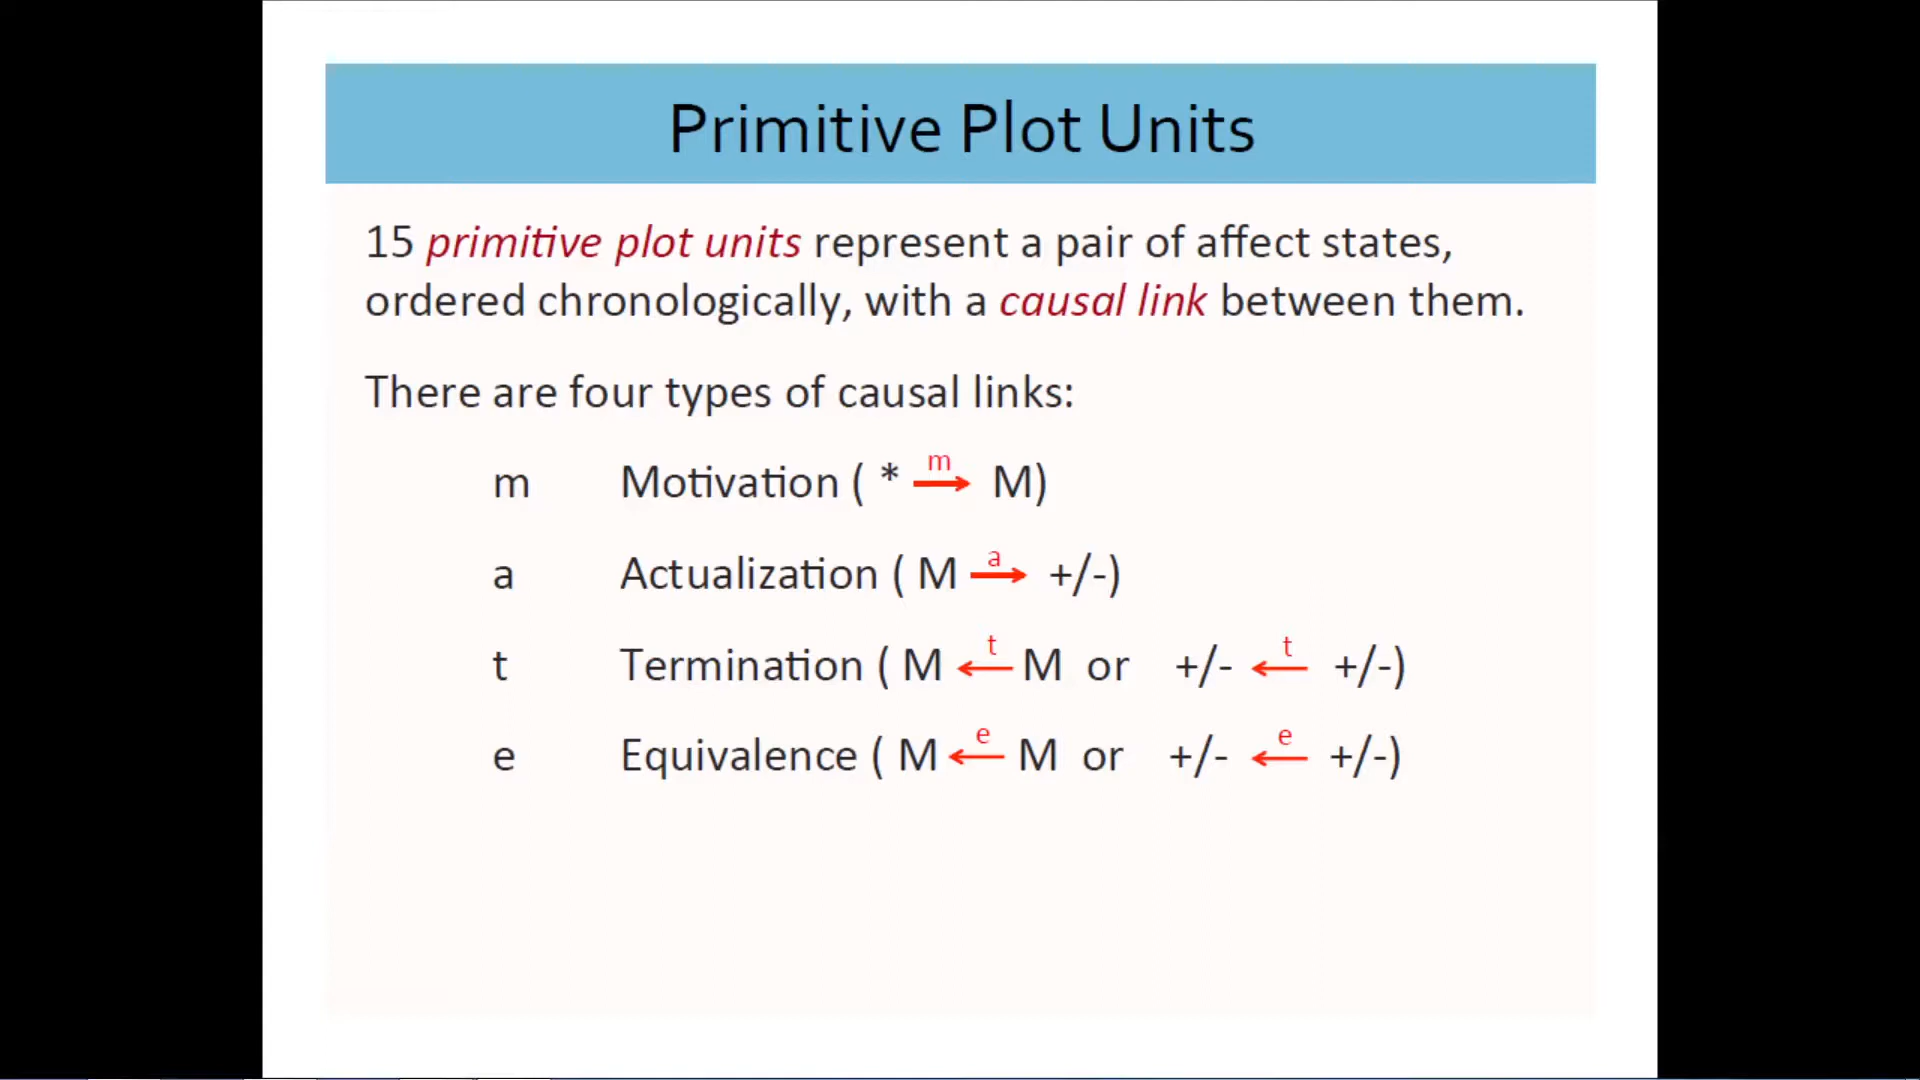 Primitive Plot Units
15 primitive plot units represent a pair of affect states,
ordered chronologically, with a causal link between them.
There are four types of causal links:
m Motivation ( * m→ M)
a Actualization ( M a→ +/-)
t Termination ( M ←t M or +/- ←t +/-)
e Equivalence ( M ←e M or +/- ←e +/-)